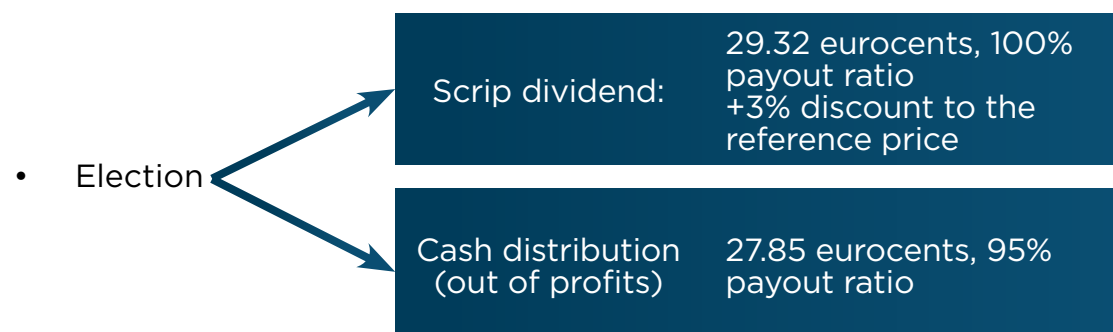 • Election
Scrip dividend:
29.32 eurocents, 100%
payout ratio
+3% discount to the
reference price
Cash distribution
(out of profits)
27.85 eurocents, 95%
payout ratio